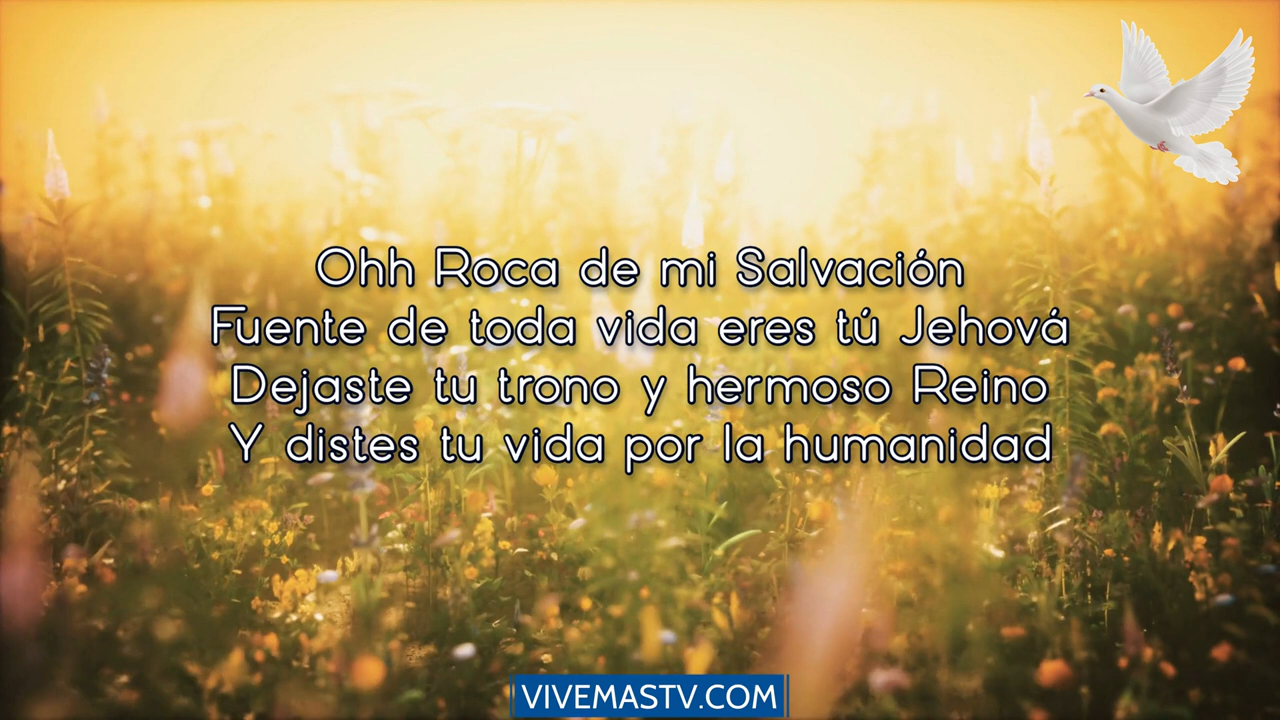 Ohh Roca de mi Salvación
Fuente de toda vida eres tú Jehová
Dejaste tu trono y hermoso Reino
Y distes tu vida por la humanidad
VIVEMASTV.COM